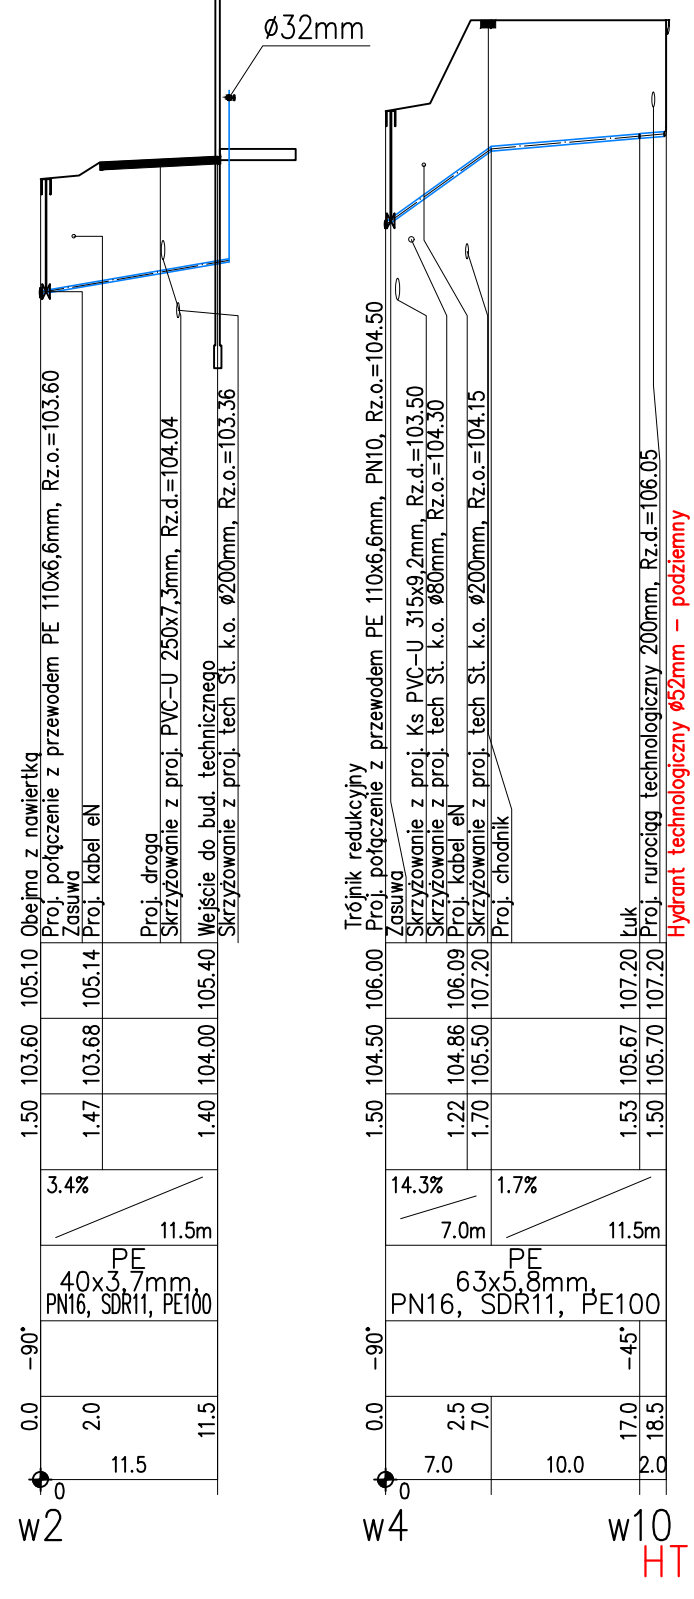 ø32mm
Obejma z nawiertką
Proj. połączenie z przewodem PE 110x6,6mm, Rz.o.=103.60
Zasuwa
Proj. kabel eN
Proj. droga
Skrzyżowanie z proj. PVC-U 250x7,3mm, Rz.d.=104.04
Wejście do bud. technicznego
Skrzyżowanie z proj. tech St. k.o. ø200mm, Rz.o.=103.36
105.10
105.14
105.40
103.60
103.68
104.00
1.50
1.47
1.40
3.4%
11.5m
PE
40x3,7mm,
PN16, SDR11, PE100
-90°
0.0
2.0
11.5
11.5
0
w2
Trójnik redukcyjny
Proj. połączenie z przewodem PE 110x6,6mm, PN10, Rz.o.=104.50
Zasuwa
Skrzyżowanie z proj. Ks PVC-U 315x9,2mm, Rz.d.=103.50
Skrzyżowanie z proj. tech St. k.o. ø80mm, Rz.o.=104.30
Proj. kabel eN
Skrzyżowanie z proj. tech St. k.o. ø200mm, Rz.o.=104.15
Proj. chodnik
Łuk
Proj. rurociąg technologiczny 200mm, Rz.d.=106.05
Hydrant technologiczny ø52mm - podziemny
106.00
106.09
107.20
107.20
107.20
104.50
104.86
105.50
105.67
105.70
1.50
1.22
1.70
1.53
1.50
14.3%
7.0m
1.7%
11.5m
PE
63x5,8mm,
PN16, SDR11, PE100
-90°
-45°
0.0
2.5
7.0
17.0
18.5
7.0
10.0
2.0
0
w4
w10
HT